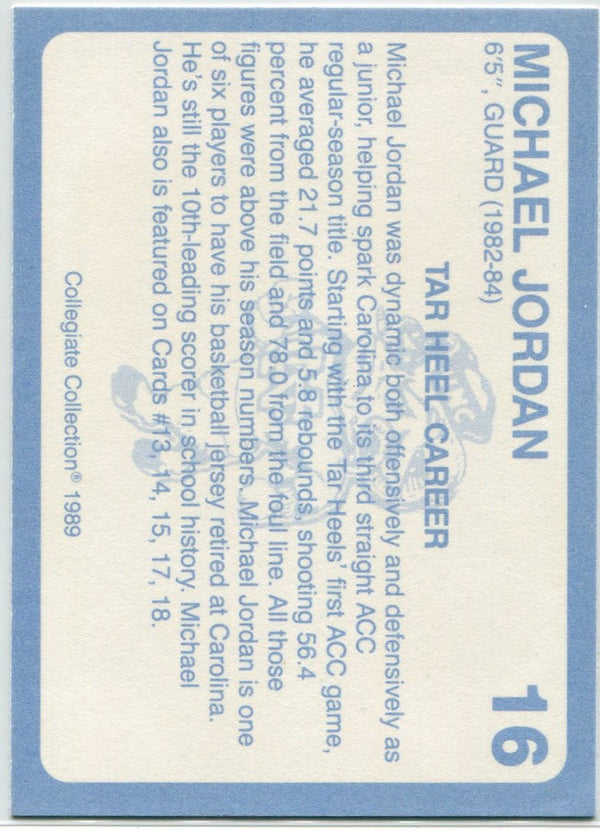 MICHAEL JORDAN 16
6'5", GUARD (1982-84)
TAR HEEL CAREER
Michael Jordan was dynamic both offensively and defensively as
a junior, helping spark Carolina to its third straight ACC
regular-season title. Starting with the Tar Heels' first ACC game,
he averaged 21.7 points and 5.8 rebounds, shooting 56.4
percent from the field and 78.0 from the foul line. All those
figures were above his season numbers. Michael Jordan is one
of six players to have his basketball jersey retired at Carolina.
He's still the 10th-leading scorer in school history. Michael
Jordan also is featured on Cards #13, 14, 15, 17, 18.
Collegiate Collection® 1989